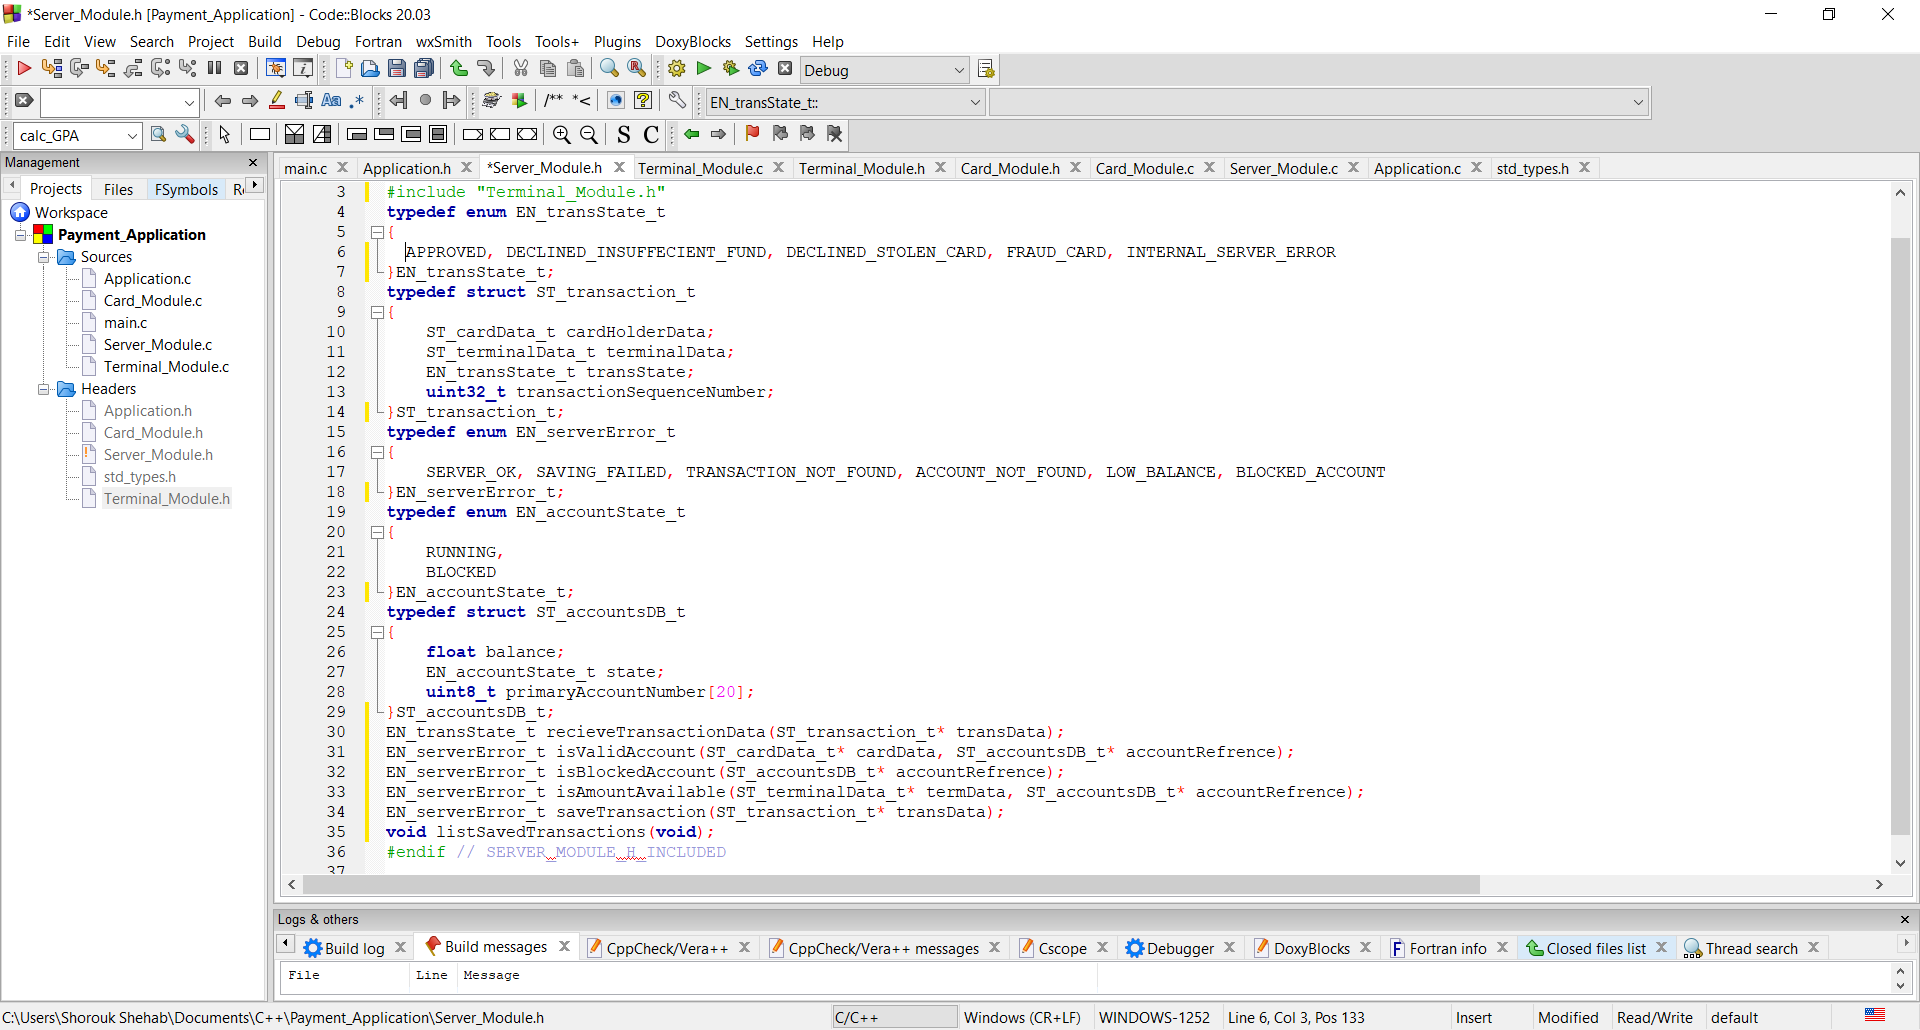 *Server_Module.h [Payment_Application] - Code::Blocks 20.03
File Edit View Search Project Build Debug Fortran wxSmith Tools Tools+ Plugins DoxyBlocks Settings Help
Debug
Aa .* /** *< EN_transState_t::
calc_GPA S C
Management
Projects Files FSymbols R
Workspace
Payment_Application
Sources
Application.c
Card_Module.c
main.c
Server_Module.c
Terminal_Module.c
Headers
Application.h
Card_Module.h
Server_Module.h
std_types.h
Terminal_Module.h
main.c Application.h *Server_Module.h Terminal_Module.c Terminal_Module.h Card_Module.h Card_Module.c Server_Module.c Application.c std_types.h
3 #include "Terminal_Module.h"
4 typedef enum EN_transState_t
5 {
6 APPROVED, DECLINED_INSUFFECIENT_FUND, DECLINED_STOLEN_CARD, FRAUD_CARD, INTERNAL_SERVER_ERROR
7 }EN_transState_t;
8 typedef struct ST_transaction_t
9 {
10 ST_cardData_t cardHolderData;
11 ST_terminalData_t terminalData;
12 EN_transState_t transState;
13 uint32_t transactionSequenceNumber;
14 }ST_transaction_t;
15 typedef enum EN_serverError_t
16 {
17 SERVER_OK, SAVING_FAILED, TRANSACTION_NOT_FOUND, ACCOUNT_NOT_FOUND, LOW_BALANCE, BLOCKED_ACCOUNT
18 }EN_serverError_t;
19 typedef enum EN_accountState_t
20 {
21 RUNNING,
22 BLOCKED
23 }EN_accountState_t;
24 typedef struct ST_accountsDB_t
25 {
26 float balance;
27 EN_accountState_t state;
28 uint8_t primaryAccountNumber[20];
29 }ST_accountsDB_t;
30 EN_transState_t recieveTransactionData(ST_transaction_t* transData);
31 EN_serverError_t isValidAccount(ST_cardData_t* cardData, ST_accountsDB_t* accountRefrence);
32 EN_serverError_t isBlockedAccount(ST_accountsDB_t* accountRefrence);
33 EN_serverError_t isAmountAvailable(ST_terminalData_t* termData, ST_accountsDB_t* accountRefrence);
34 EN_serverError_t saveTransaction(ST_transaction_t* transData);
35 void listSavedTransactions(void);
36 #endif // SERVER_MODULE_H_INCLUDED
37
Logs & others
Build log Build messages CppCheck/Vera++ CppCheck/Vera++ messages Cscope Debugger DoxyBlocks Fortran info Closed files list Thread search
File Line Message
C:\Users\Shorouk Shehab\Documents\C++\Payment_Application\Server_Module.h C/C++ Windows (CR+LF) WINDOWS-1252 Line 6, Col 3, Pos 133 Insert Modified Read/Write default